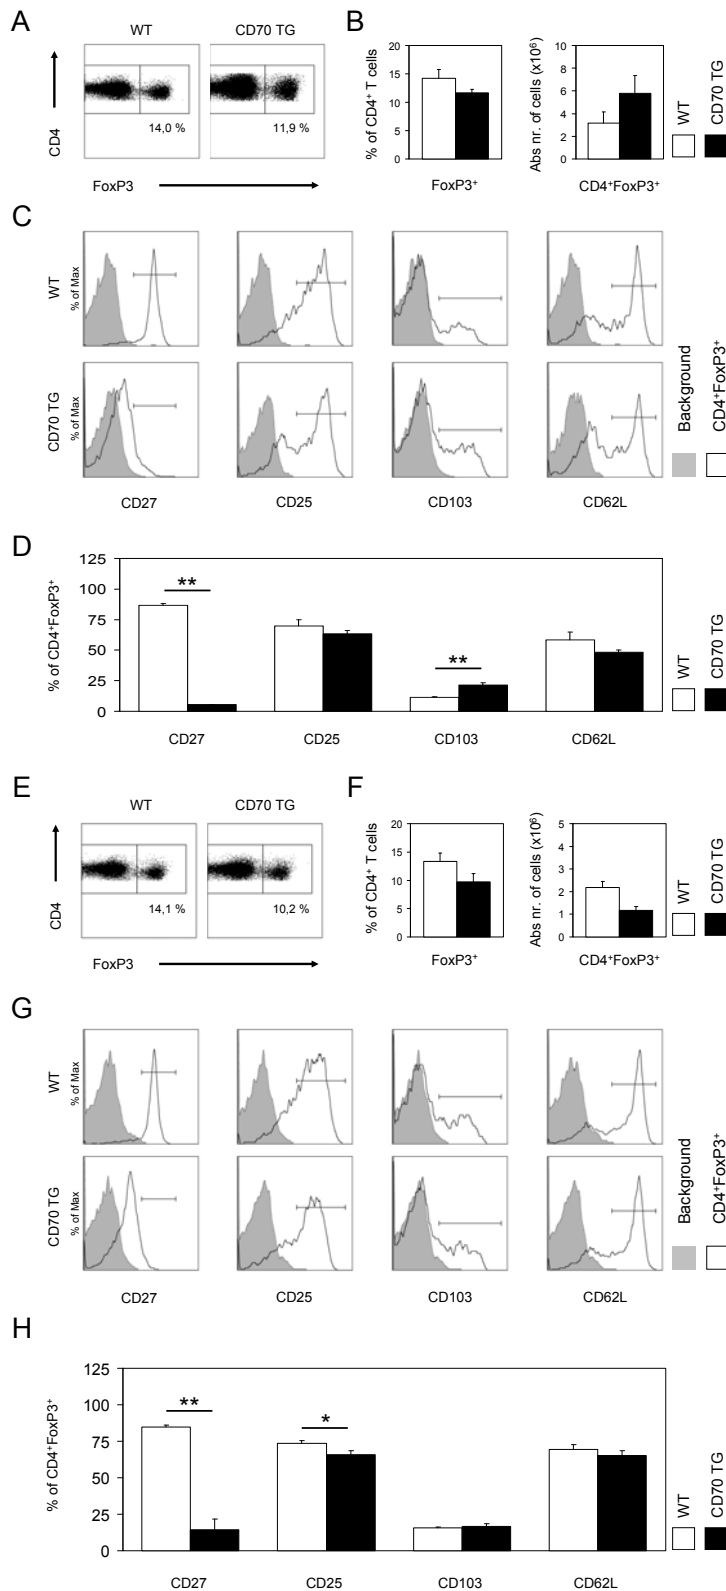 A
WT
CD70 TG
CD4
14,0 %
11,9 %
FoxP3
B
% of CD4⁺ T cells
20
15
10
5
0
FoxP3⁺
Abs nr. of cells (x10⁶)
10
8
6
4
2
0
CD4⁺FoxP3⁺
WT
CD70 TG
C
WT
% of Max
CD70 TG
% of Max
CD27
CD25
CD103
CD62L
Background
CD4⁺FoxP3⁺
D
% of CD4⁺FoxP3⁺
125
100
75
50
25
0
**
**
CD27
CD25
CD103
CD62L
WT
CD70 TG
E
WT
CD70 TG
CD4
14,1 %
10,2 %
FoxP3
F
% of CD4⁺ T cells
20
15
10
5
0
FoxP3⁺
Abs nr. of cells (x10⁶)
5
4
3
2
1
0
CD4⁺FoxP3⁺
WT
CD70 TG
G
WT
% of Max
CD70 TG
% of Max
CD27
CD25
CD103
CD62L
Background
CD4⁺FoxP3⁺
H
% of CD4⁺FoxP3⁺
125
100
75
50
25
0
**
*
CD27
CD25
CD103
CD62L
WT
CD70 TG